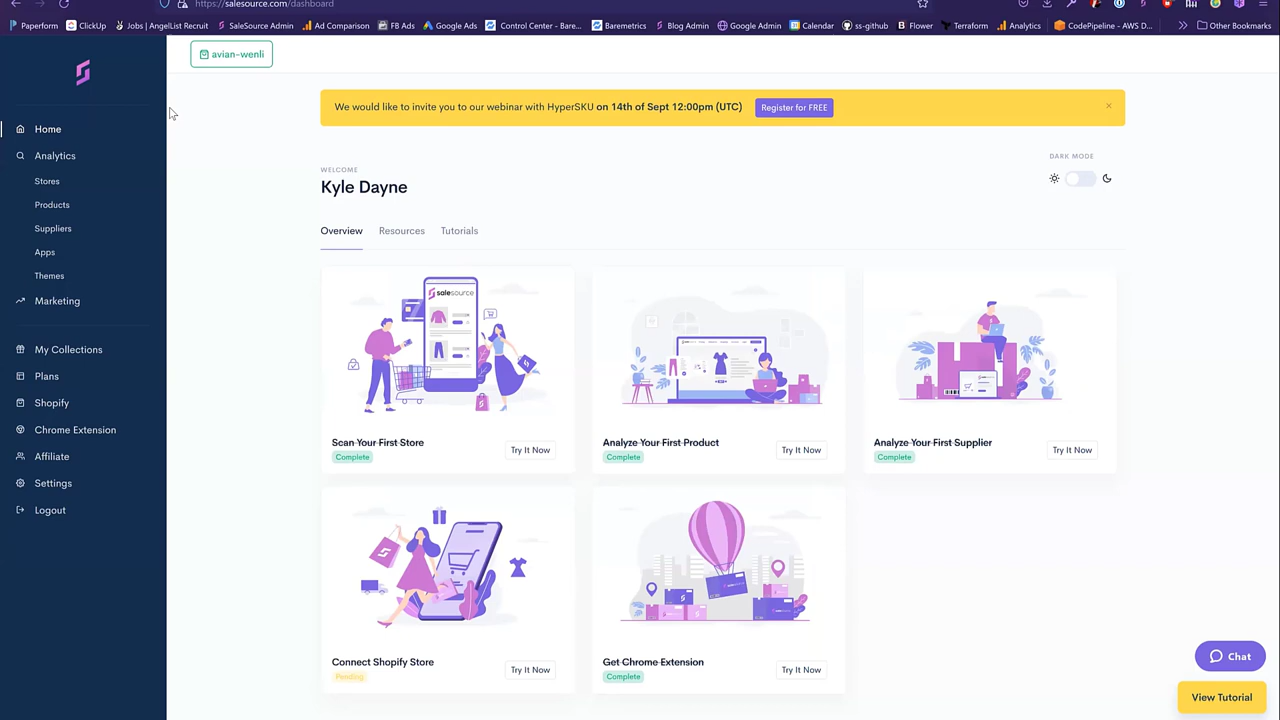 https://salesource.com/dashboard
Paperform
ClickUp
Jobs | AngelList Recruit
SaleSource Admin
Ad Comparison
FB Ads
Google Ads
Control Center - Bare...
Baremetrics
Blog Admin
Google Admin
Calendar
ss-github
Flower
Terraform
Analytics
CodePipeline - AWS D...
Other Bookmarks
avian-wenli
We would like to invite you to our webinar with HyperSKU on 14th of Sept 12:00pm (UTC)
Register for FREE
Home
Analytics
Stores
Products
Suppliers
Apps
Themes
Marketing
My Collections
Plans
Shopify
Chrome Extension
Affiliate
Settings
Logout
WELCOME
Kyle Dayne
DARK MODE
Overview
Resources
Tutorials
salesource
Scan Your First Store
Complete
Try It Now
Analyze Your First Product
Complete
Try It Now
Analyze Your First Supplier
Complete
Try It Now
Connect Shopify Store
Pending
Try It Now
Get Chrome Extension
Complete
Try It Now
Chat
View Tutorial